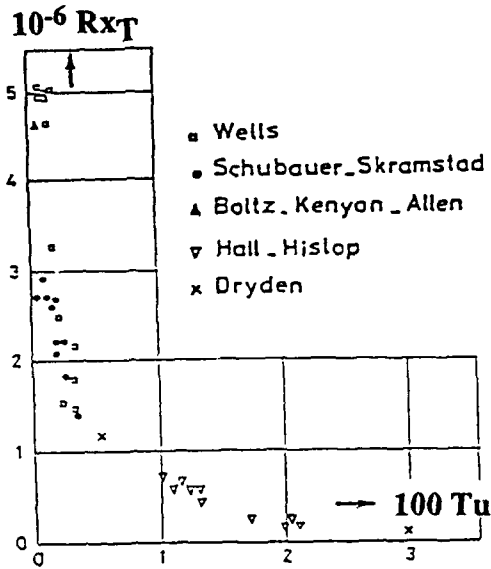 10⁻⁶ RxT
5
4
3
2
1
0
Wells
Schubauer_Skramstad
Boltz_Kenyon_Allen
Hall_Hislop
Dryden
100 Tu
0 1 2 3